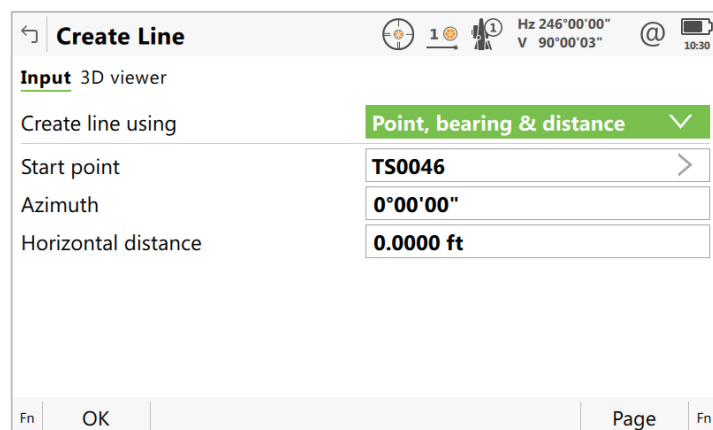 Create Line
1
1
Hz 246°00'00"
V 90°00'03"
@
10:30
Input 3D viewer
Create line using Point, bearing & distance
Start point TS0046
Azimuth 0°00'00"
Horizontal distance 0.0000 ft
Fn OK Page Fn